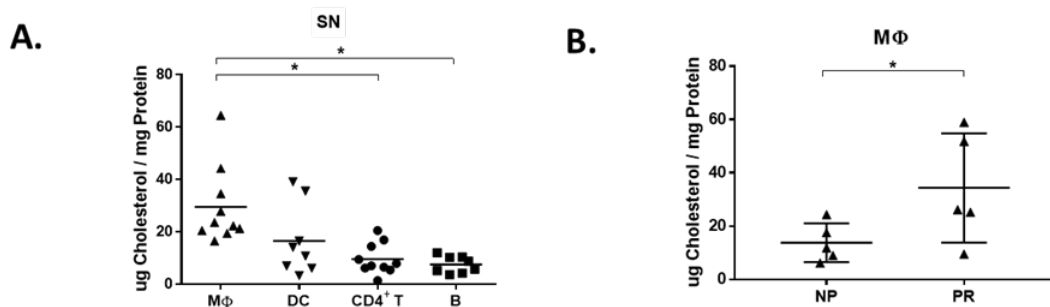 A.
SN
*
*
ug Cholesterol / mg Protein
80
60
40
20
0
MΦ DC CD4⁺ T B
B.
MΦ
*
ug Cholesterol / mg Protein
80
60
40
20
0
NP PR